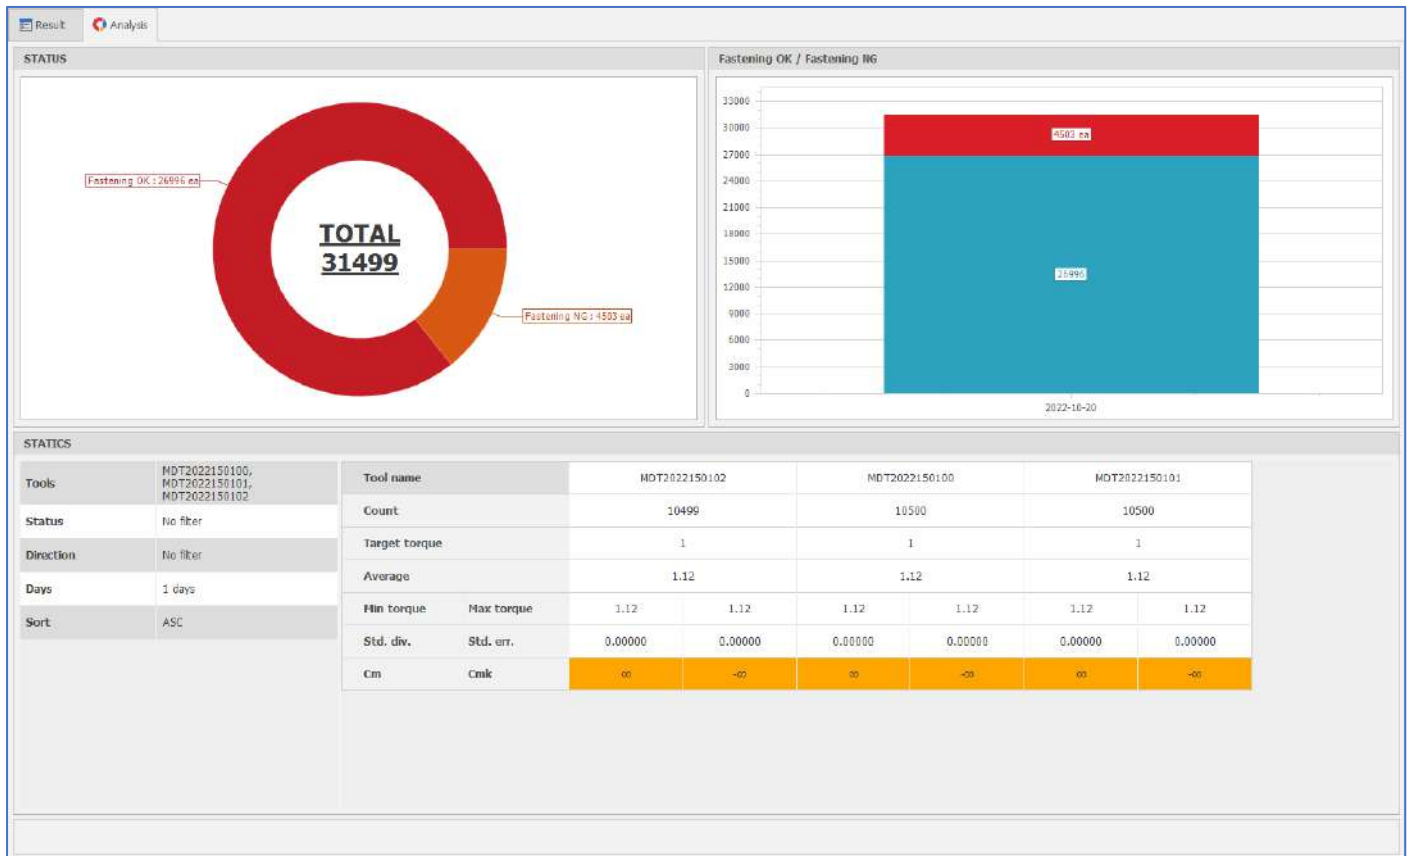 Result
Analysis
STATUS
Fastening OK : 26996 ea
TOTAL
31499
Fastening NG : 4503 ea
Fastening OK / Fastening NG
33000
30000
27000
24000
21000
18000
15000
12000
9000
6000
3000
0
4503 ea
26996
2022-10-20
STATICS
Tools
MDT2022150100,
MDT2022150101,
MDT2022150102
Status No filter
Direction No filter
Days 1 days
Sort ASC
Tool name MDT2022150102 MDT2022150100 MDT2022150101
Count 10499 10500 10500
Target torque 1 1 1
Average 1.12 1.12 1.12
Min torque Max torque 1.12 1.12 1.12 1.12 1.12 1.12
Std. div. Std. err. 0.00000 0.00000 0.00000 0.00000 0.00000 0.00000
Cm Cmk ∞ -∞ ∞ -∞ ∞ -∞